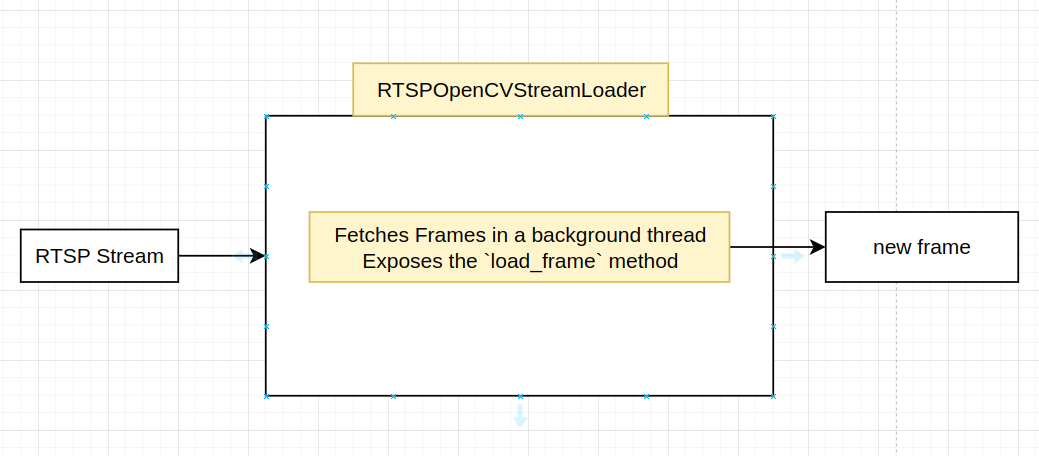 RTSPOpenCVStreamLoader
RTSP Stream
Fetches Frames in a background thread
Exposes the `load_frame` method
new frame